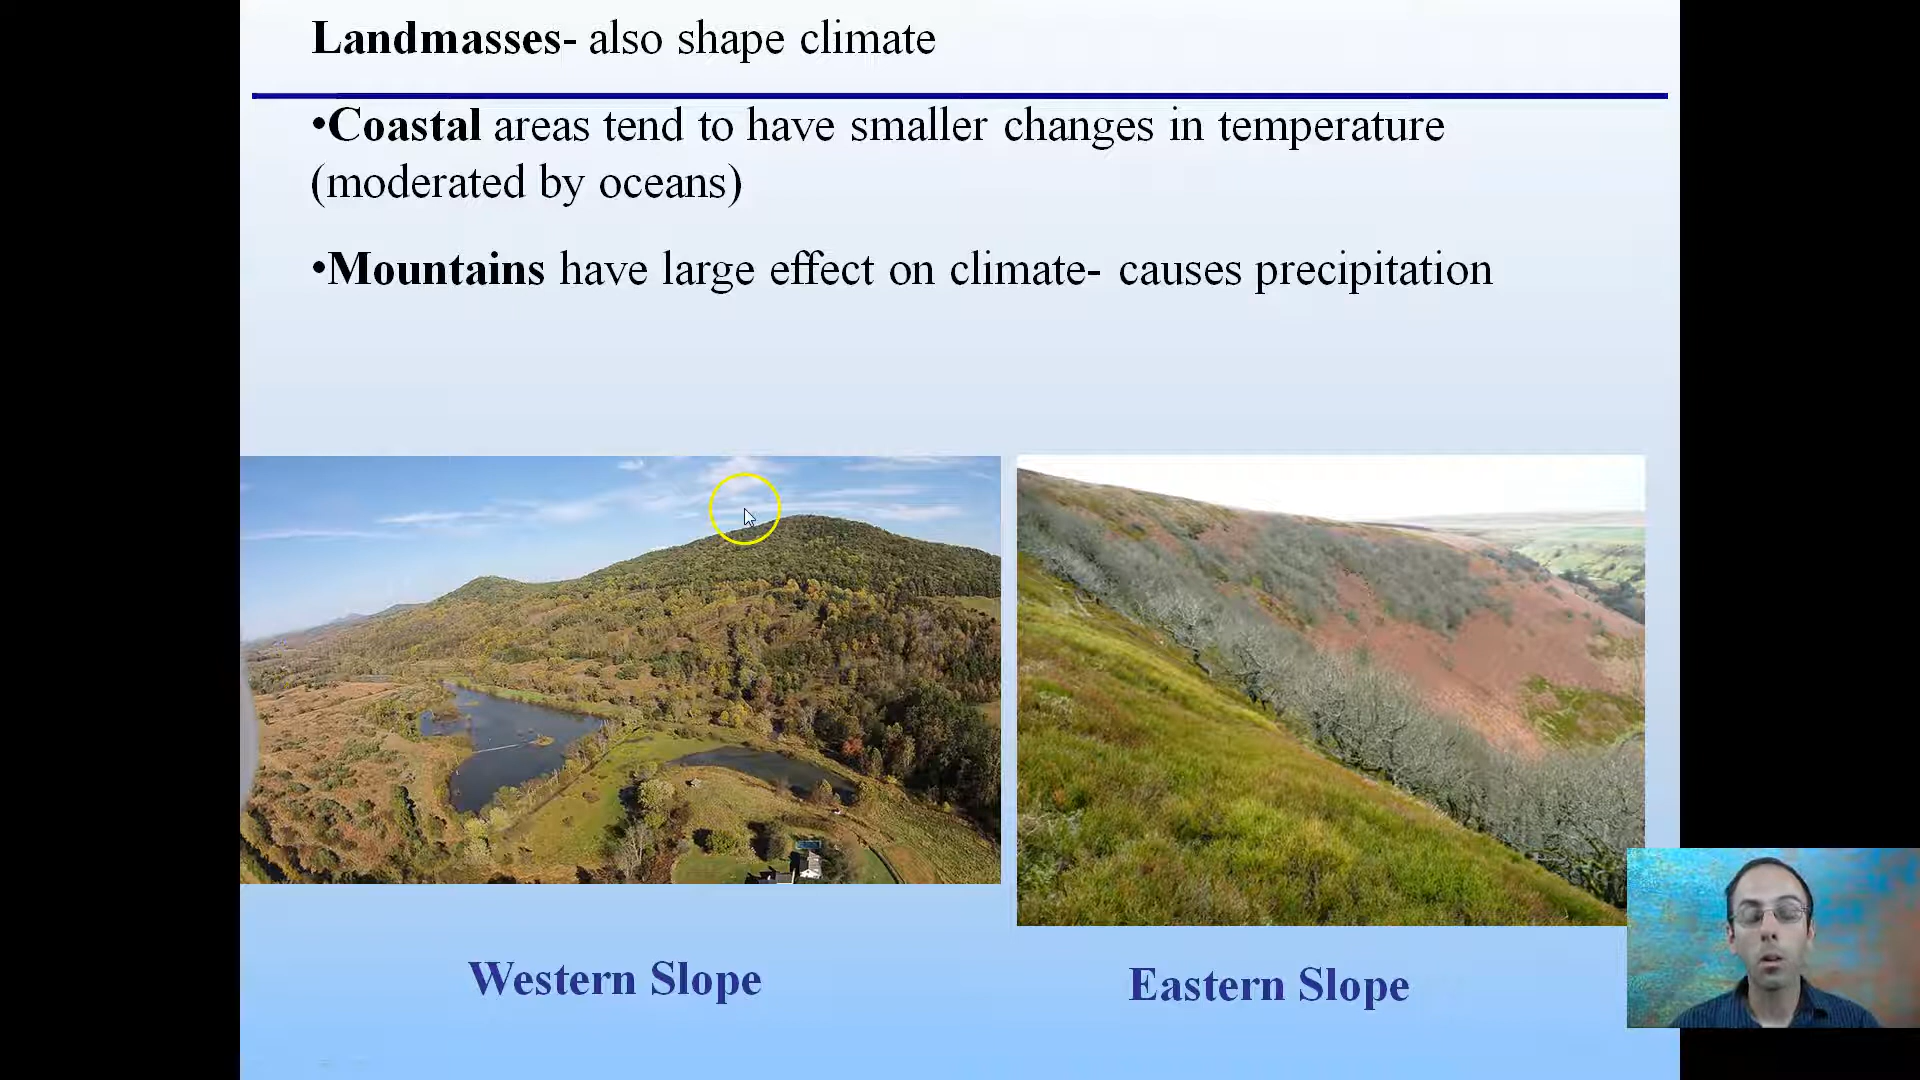 Landmasses- also shape climate
•Coastal areas tend to have smaller changes in temperature
(moderated by oceans)
•Mountains have large effect on climate- causes precipitation
Western Slope
Eastern Slope